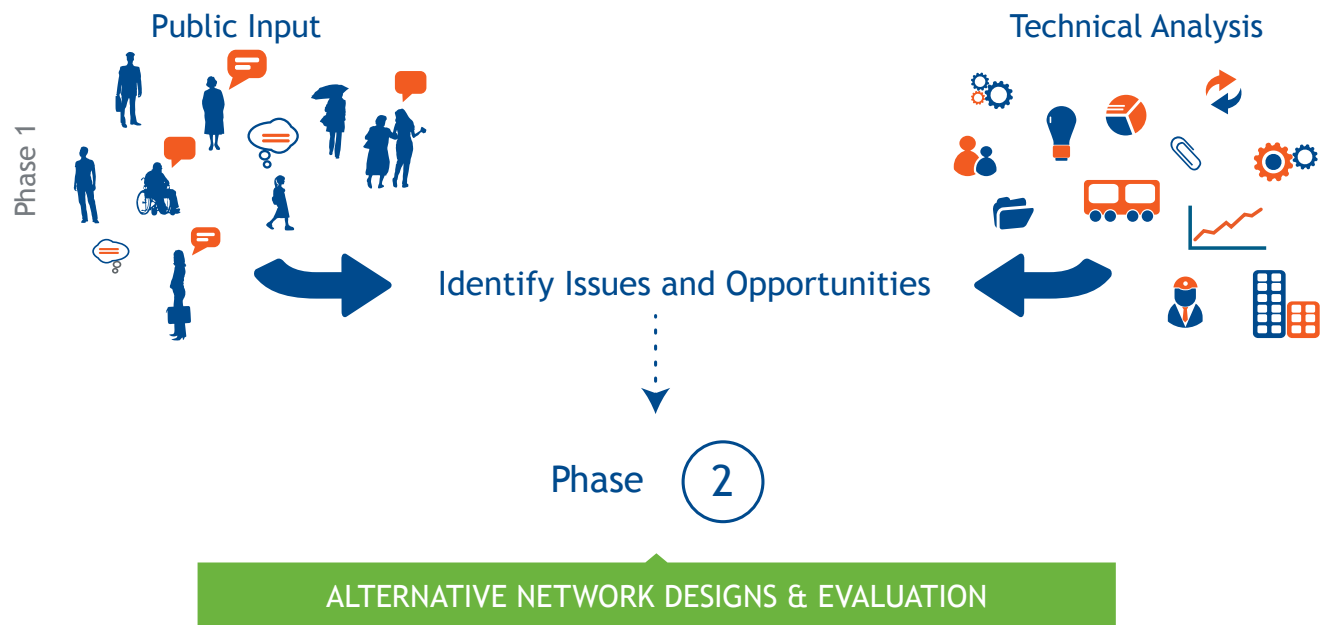 Public Input
Technical Analysis
Phase 1
Identify Issues and Opportunities
Phase 2
ALTERNATIVE NETWORK DESIGNS & EVALUATION